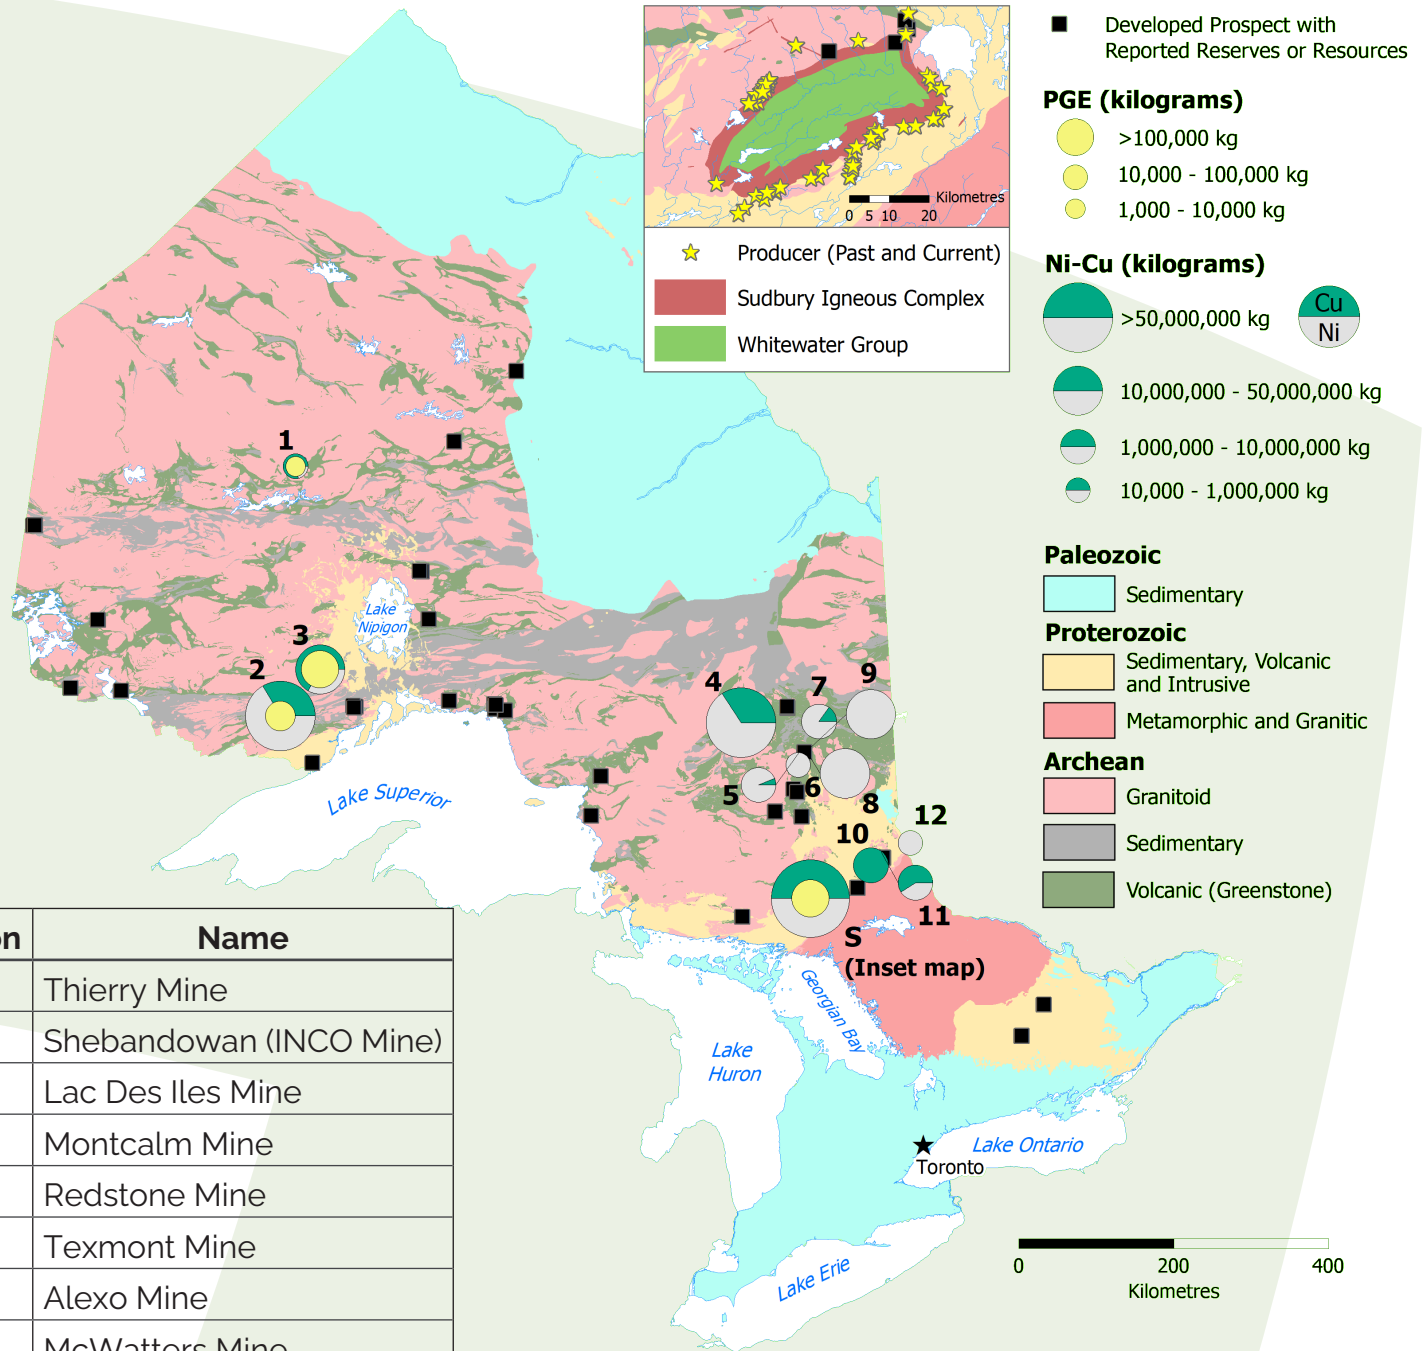 Developed Prospect with
Reported Reserves or Resources
PGE (kilograms)
>100,000 kg
10,000 - 100,000 kg
1,000 - 10,000 kg
Ni-Cu (kilograms)
>50,000,000 kg
Cu
Ni
10,000,000 - 50,000,000 kg
1,000,000 - 10,000,000 kg
10,000 - 1,000,000 kg
Paleozoic
Sedimentary
Proterozoic
Sedimentary, Volcanic
and Intrusive
Metamorphic and Granitic
Archean
Granitoid
Sedimentary
Volcanic (Greenstone)
Kilometres
0 5 10 20
Producer (Past and Current)
Sudbury Igneous Complex
Whitewater Group
1
Lake
Nipigon
3
2
4
7
9
5
6
8
10
12
11
S
(Inset map)
Lake Superior
Georgian Bay
Lake
Huron
Lake Ontario
Toronto
Lake Erie
0 200 400
Kilometres
on Name
Thierry Mine
Shebandowan (INCO Mine)
Lac Des Iles Mine
Montcalm Mine
Redstone Mine
Texmont Mine
Alexo Mine
McWatters Mine